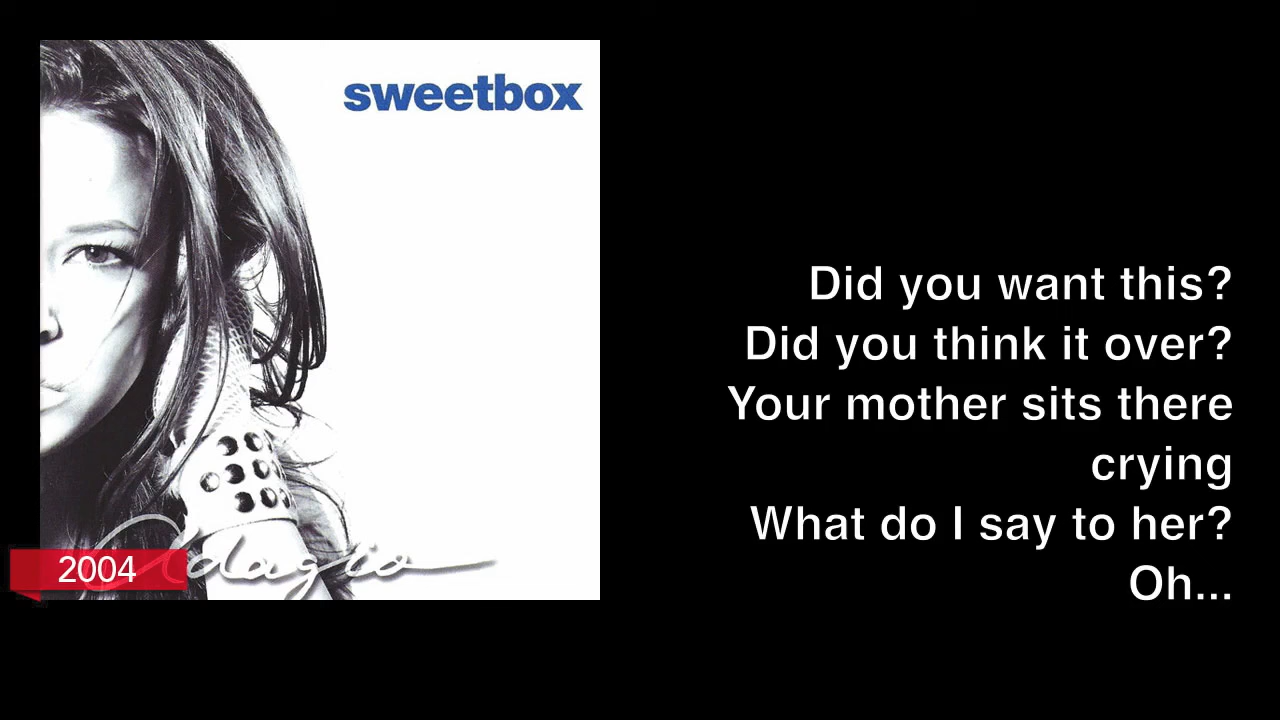 sweetbox
Adagio
2004
Did you want this?
Did you think it over?
Your mother sits there
crying
What do I say to her?
Oh...